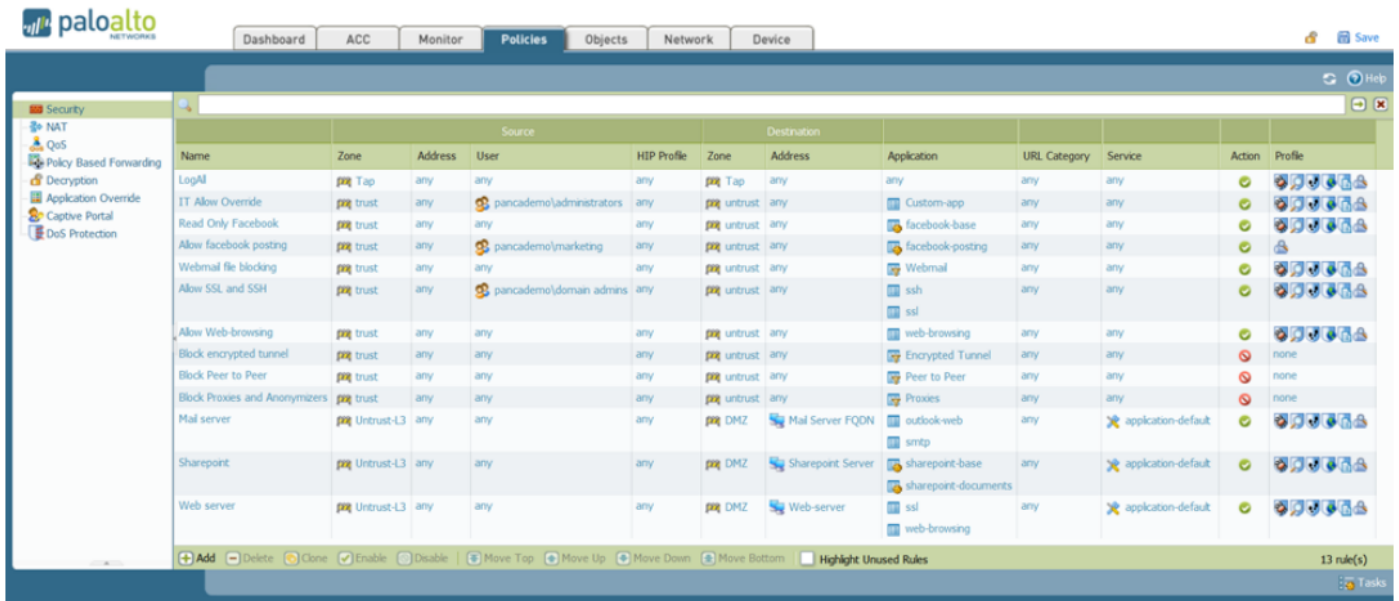 paloalto
NETWORKS
Dashboard ACC Monitor Policies Objects Network Device Save
Help
Security
NAT
QoS
Policy Based Forwarding
Decryption
Application Override
Captive Portal
DoS Protection
Source Destination
Name Zone Address User HIP Profile Zone Address Application URL Category Service Action Profile
LogAll Tap any any any Tap any any any any
IT Allow Override trust any pancademo\administrators any untrust any Custom-app any any
Read Only Facebook trust any any any untrust any facebook-base any any
Allow facebook posting trust any pancademo\marketing any untrust any facebook-posting any any
Webmail file blocking trust any any any untrust any Webmail any any
Allow SSL and SSH trust any pancademo\domain admins any untrust any ssh any any
ssl
Allow Web-browsing trust any any any untrust any web-browsing any any
Block encrypted tunnel trust any any any untrust any Encrypted Tunnel any any none
Block Peer to Peer trust any any any untrust any Peer to Peer any any none
Block Proxies and Anonymizers trust any any any untrust any Proxies any any none
Mail server Untrust-L3 any any any DMZ Mail Server FQDN outlook-web any application-default
smtp
Sharepoint Untrust-L3 any any any DMZ Sharepoint Server sharepoint-base any application-default
sharepoint-documents
Web server Untrust-L3 any any any DMZ Web-server ssl any application-default
web-browsing
Add Delete Clone Enable Disable Move Top Move Up Move Down Move Bottom Highlight Unused Rules 13 rule(s)
Tasks